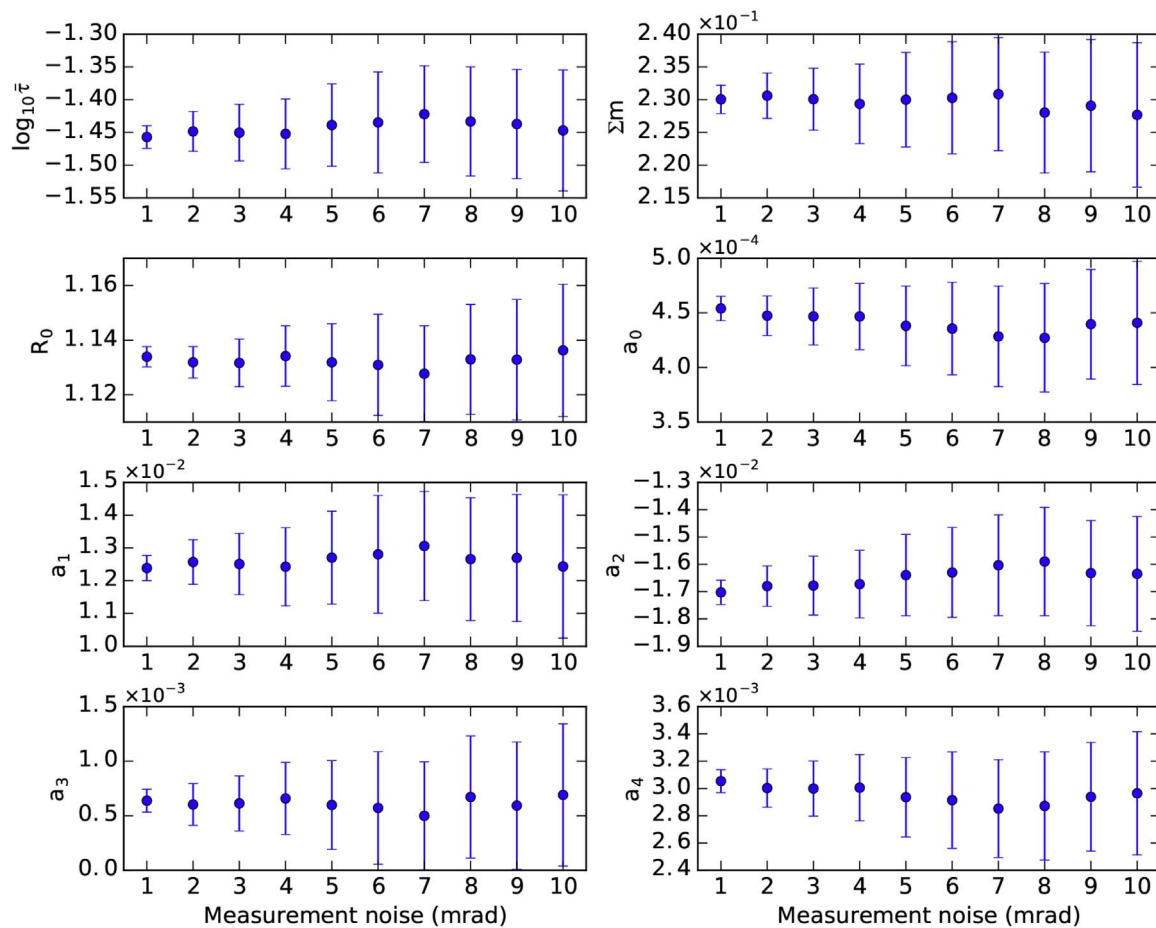 −1.30
−1.35
−1.40
−1.45
−1.50
−1.55
log₁₀ τ̄
1 2 3 4 5 6 7 8 9 10
×10⁻¹
2.40
2.35
2.30
2.25
2.20
2.15
Σm
1 2 3 4 5 6 7 8 9 10
1.16
1.14
1.12
R₀
1 2 3 4 5 6 7 8 9 10
×10⁻⁴
5.0
4.5
4.0
3.5
a₀
1 2 3 4 5 6 7 8 9 10
×10⁻²
1.5
1.4
1.3
1.2
1.1
1.0
a₁
1 2 3 4 5 6 7 8 9 10
×10⁻²
−1.3
−1.4
−1.5
−1.6
−1.7
−1.8
−1.9
a₂
1 2 3 4 5 6 7 8 9 10
×10⁻³
1.5
1.0
0.5
0.0
a₃
1 2 3 4 5 6 7 8 9 10
Measurement noise (mrad)
×10⁻³
3.6
3.4
3.2
3.0
2.8
2.6
2.4
a₄
1 2 3 4 5 6 7 8 9 10
Measurement noise (mrad)